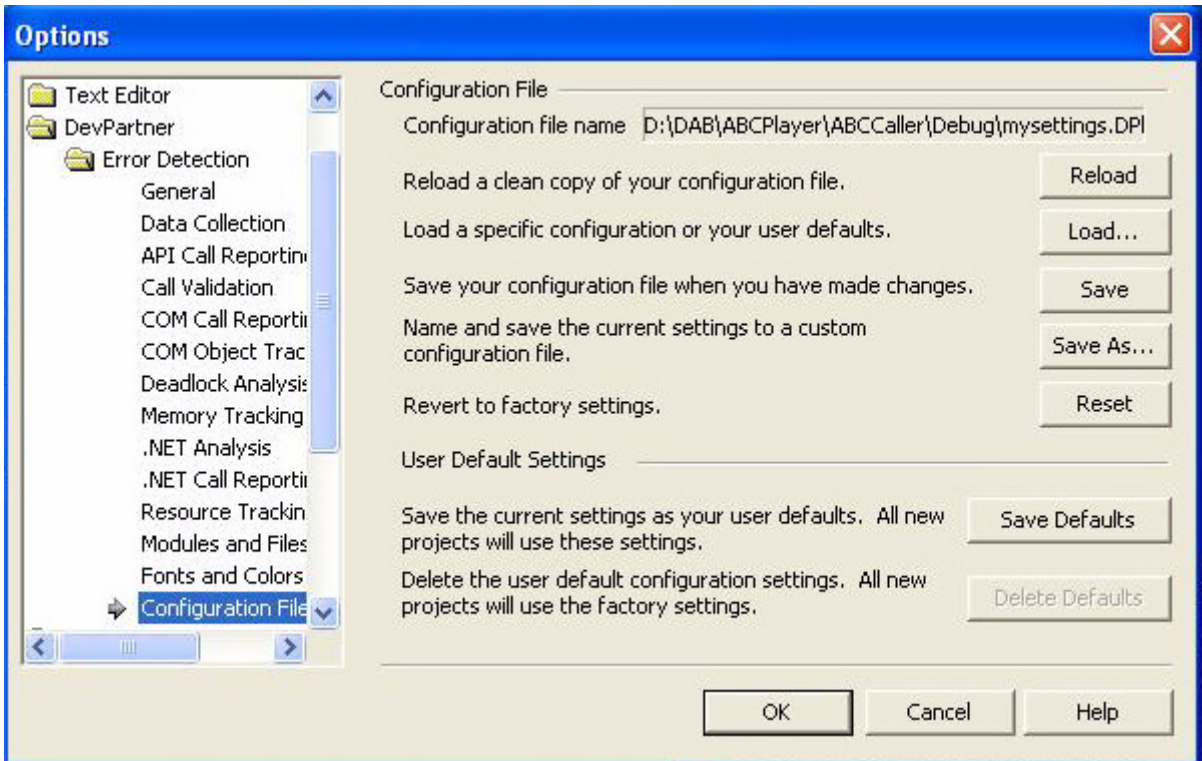 Options
Text Editor
DevPartner
Error Detection
General
Data Collection
API Call Reportin
Call Validation
COM Call Reporti
COM Object Trac
Deadlock Analysis
Memory Tracking
.NET Analysis
.NET Call Reporti
Resource Trackin
Modules and Files
Fonts and Colors
Configuration File
Configuration File
Configuration file name D:\DAB\ABCPlayer\ABCCaller\Debug\mysettings.DPI
Reload a clean copy of your configuration file. Reload
Load a specific configuration or your user defaults. Load...
Save your configuration file when you have made changes. Save
Name and save the current settings to a custom
configuration file. Save As...
Revert to factory settings. Reset
User Default Settings
Save the current settings as your user defaults. All new
projects will use these settings. Save Defaults
Delete the user default configuration settings. All new
projects will use the factory settings. Delete Defaults
OK Cancel Help